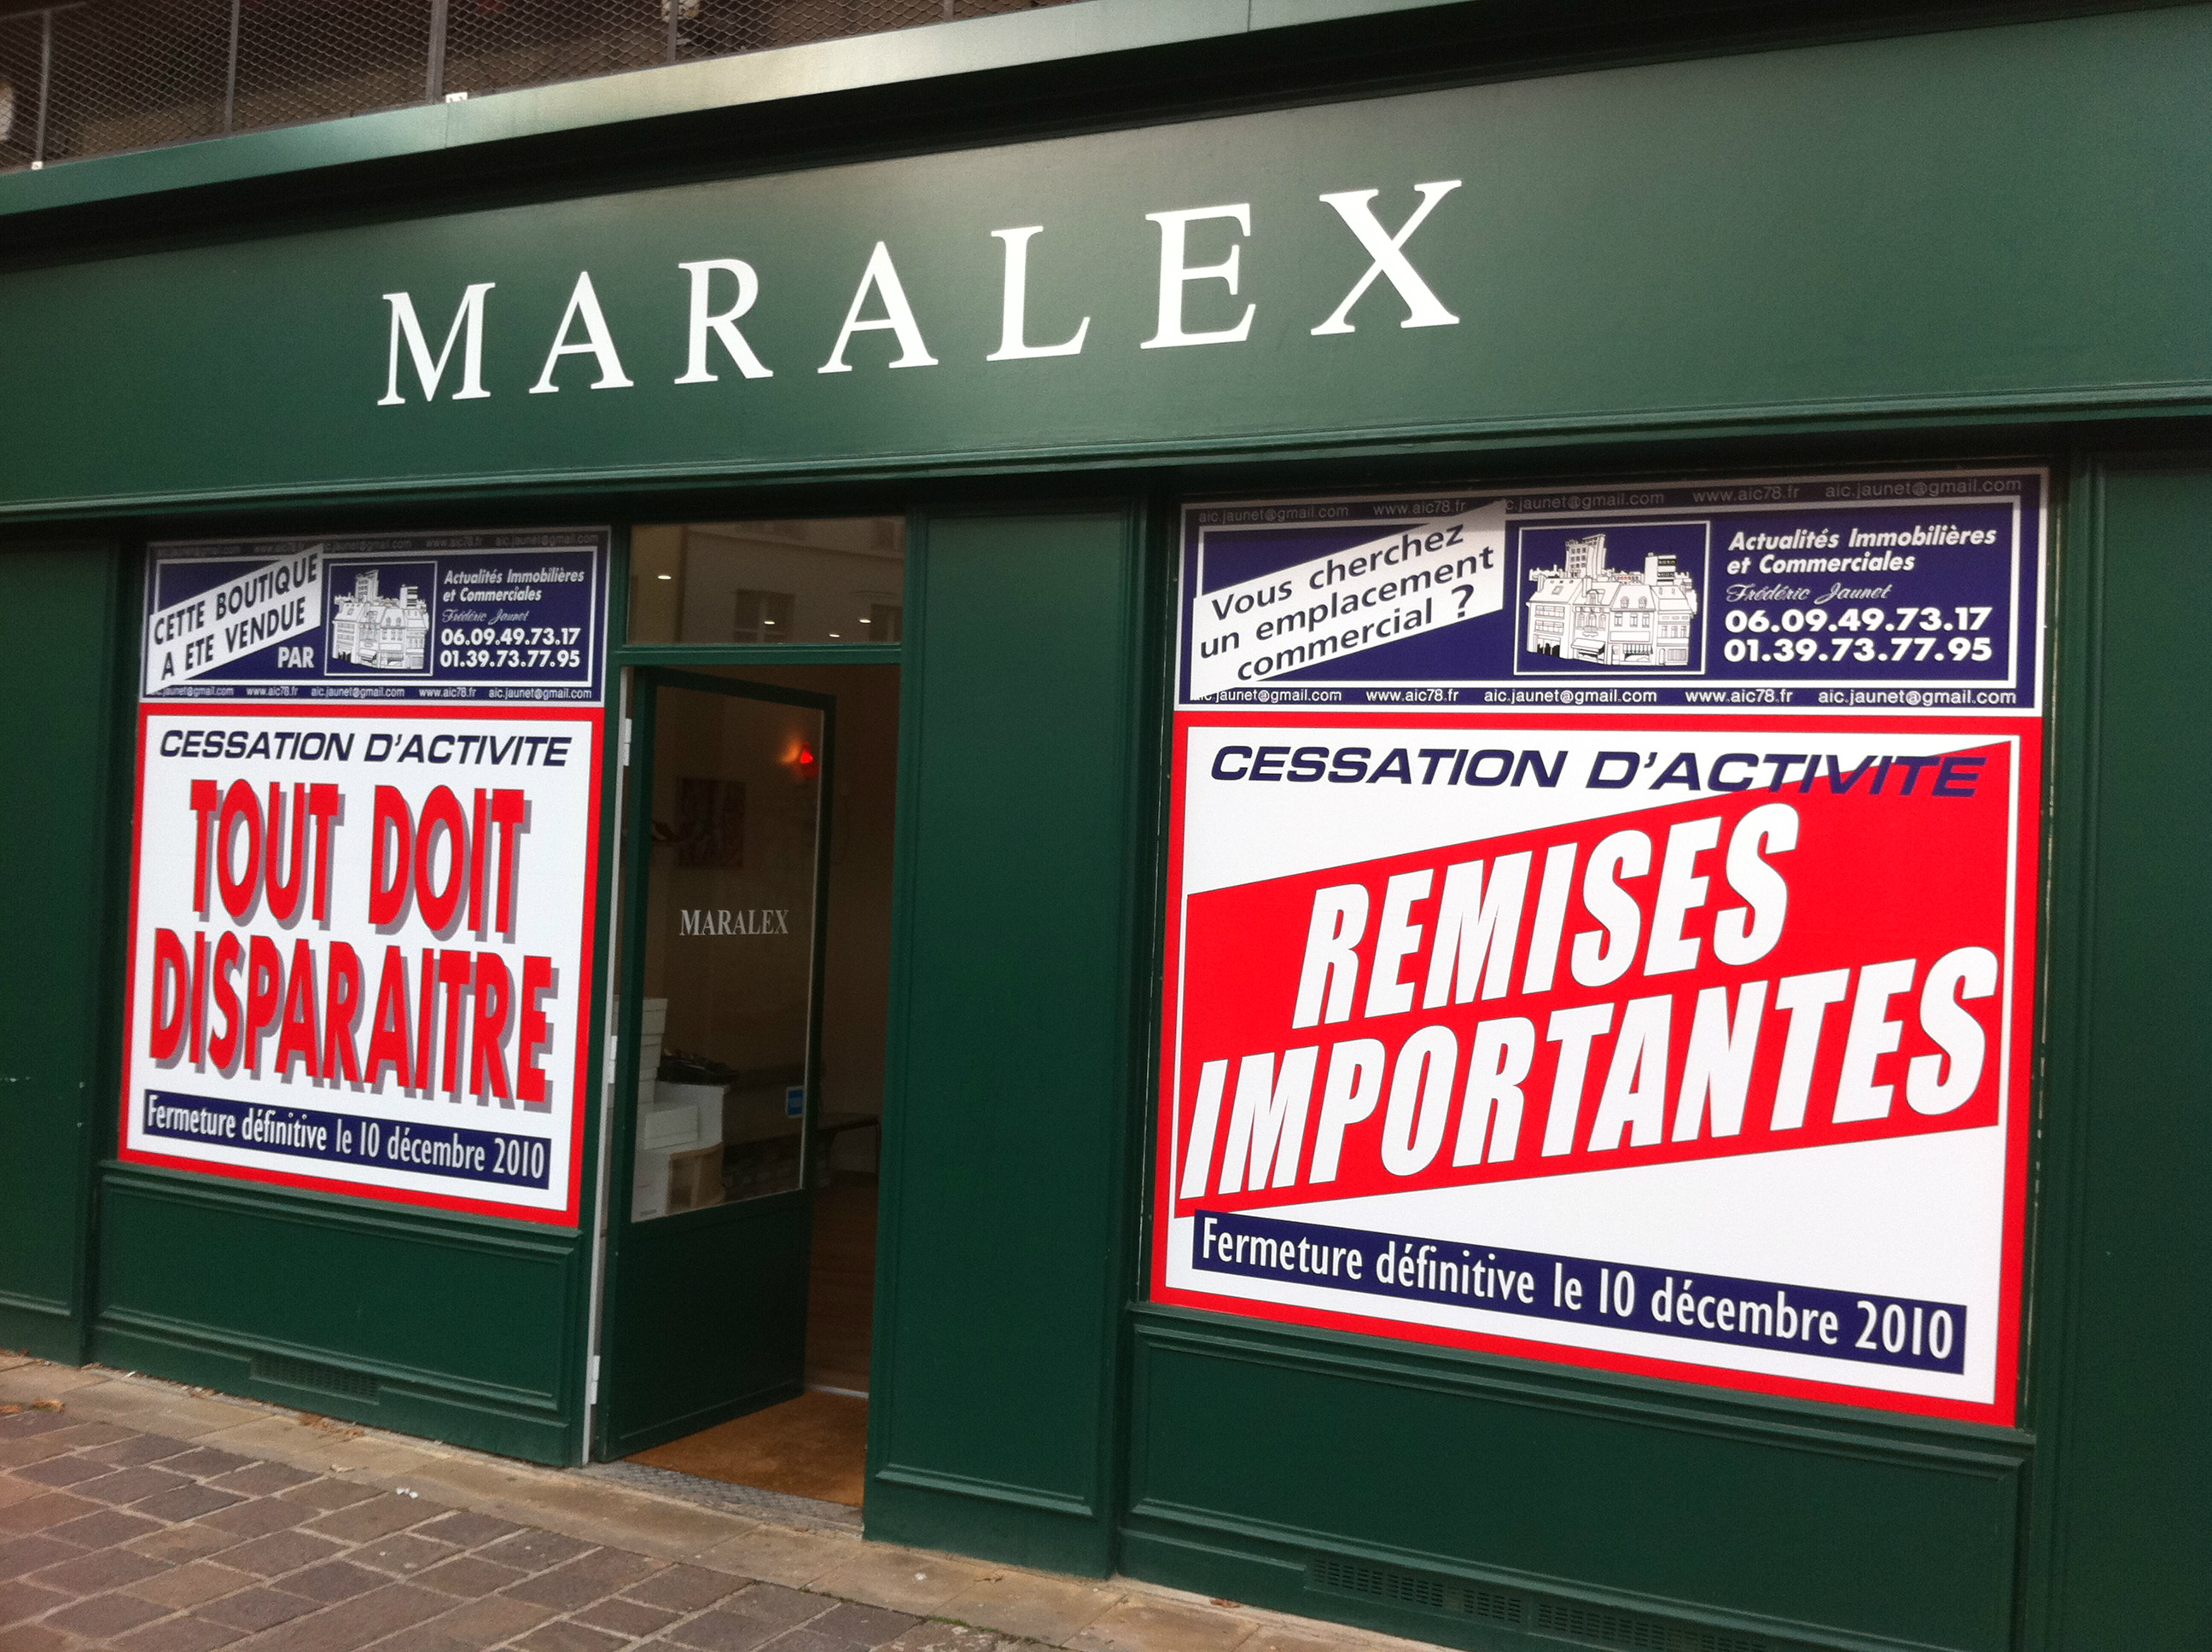 MARALEX
aic.jaunet@gmail.com www.aic78.fr aic.jaunet@gmail.com www.aic78.fr aic.jaunet@gmail.com
CETTE BOUTIQUE
A ETE VENDUE
PAR
Actualités Immobilières
et Commerciales
Frédéric Jaunet
06.09.49.73.17
01.39.73.77.95
aic.jaunet@gmail.com www.aic78.fr aic.jaunet@gmail.com www.aic78.fr aic.jaunet@gmail.com
CESSATION D'ACTIVITE
TOUT DOIT
DISPARAITRE
Fermeture définitive le 10 décembre 2010
MARALEX
aic.jaunet@gmail.com www.aic78.fr c.jaunet@gmail.com www.aic78.fr aic.jaunet@gmail.com
Vous cherchez
un emplacement
commercial ?
Actualités Immobilières
et Commerciales
Frédéric Jaunet
06.09.49.73.17
01.39.73.77.95
aic.jaunet@gmail.com www.aic78.fr aic.jaunet@gmail.com www.aic78.fr aic.jaunet@gmail.com
CESSATION D'ACTIVITE
REMISES
IMPORTANTES
Fermeture définitive le 10 décembre 2010